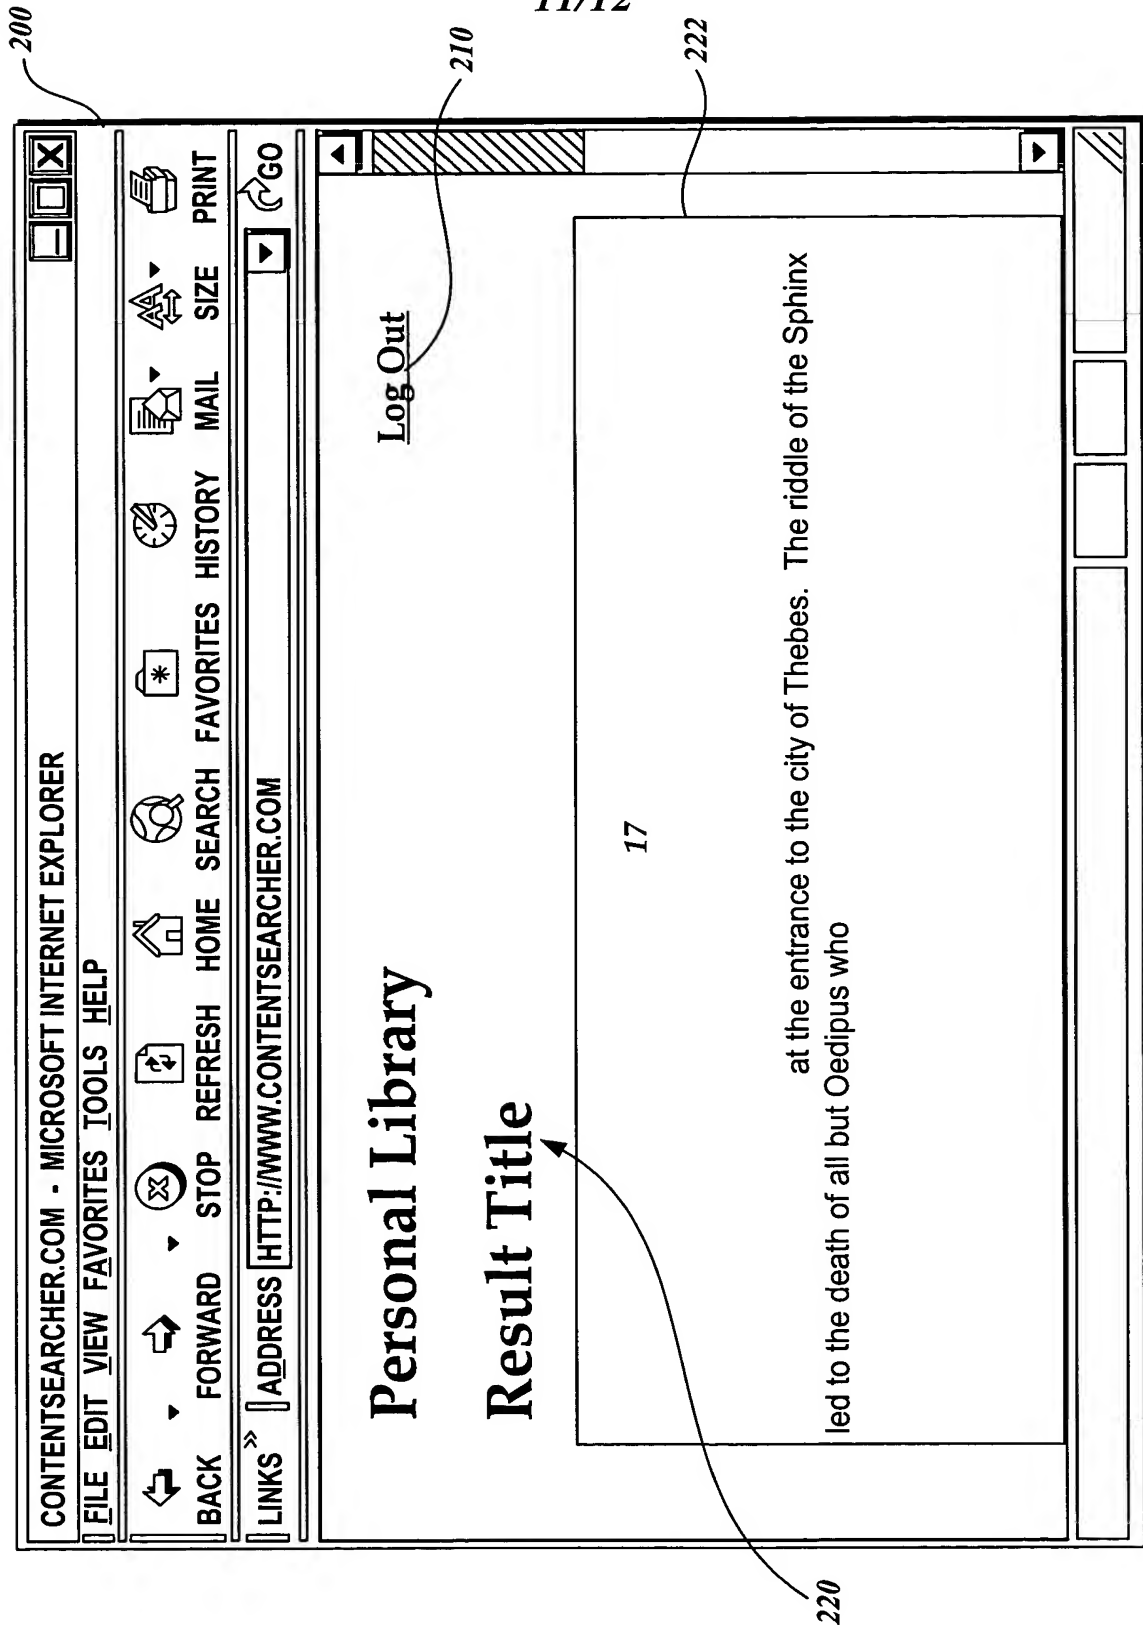 11/12
200
CONTENTSEARCHER.COM - MICROSOFT INTERNET EXPLORER
FILE EDIT VIEW FAVORITES TOOLS HELP
BACK FORWARD STOP REFRESH HOME SEARCH FAVORITES HISTORY MAIL SIZE PRINT
LINKS » ADDRESS HTTP://WWW.CONTENTSEARCHER.COM GO
Personal Library
Log Out
210
Result Title
220
222
17
at the entrance to the city of Thebes. The riddle of the Sphinx
led to the death of all but Oedipus who